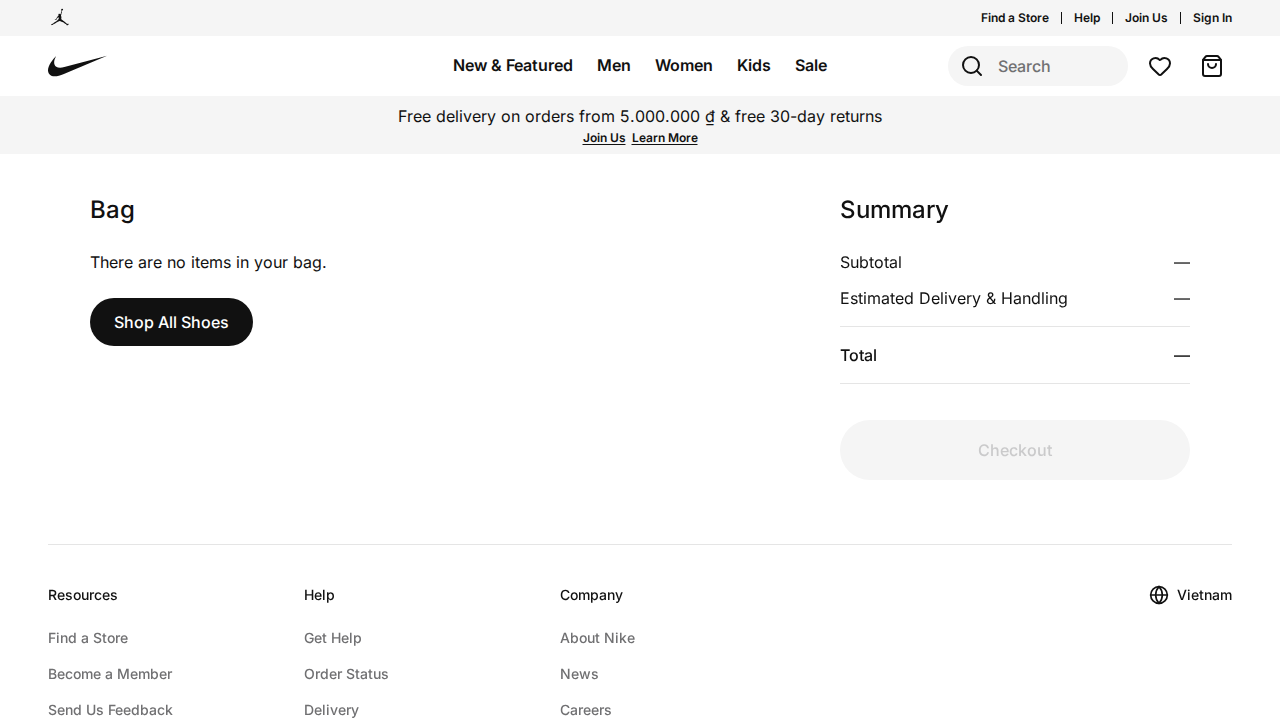 Find a Store
Help
Join Us
Sign In
New & Featured
Men
Women
Kids
Sale
Search
Free delivery on orders from 5.000.000 ₫ & free 30-day returns
Join Us Learn More
Bag
There are no items in your bag.
Shop All Shoes
Summary
Subtotal —
Estimated Delivery & Handling —
Total —
Checkout
Resources
Find a Store
Become a Member
Send Us Feedback
Help
Get Help
Order Status
Delivery
Company
About Nike
News
Careers
Vietnam